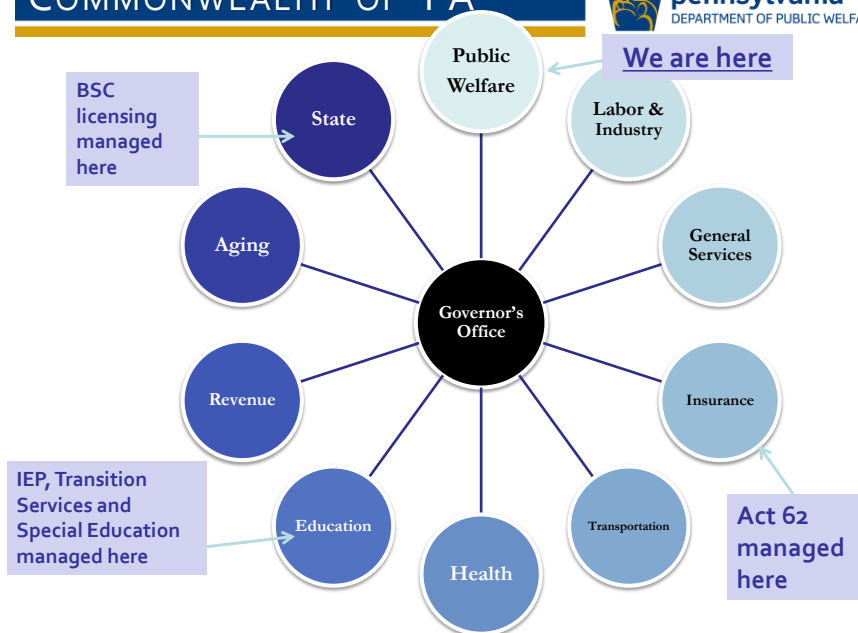 COMMONWEALTH OF PA
pennsylvania
DEPARTMENT OF PUBLIC
We are here
Public
Welfare
BSC
licensing
managed
here
State
Labor &
Industry
Aging
General
Services
Governor's
Office
Revenue
Insurance
IEP, Transition
Services and
Special Education
managed here
Education
Transportation
Act 62
managed
here
Health